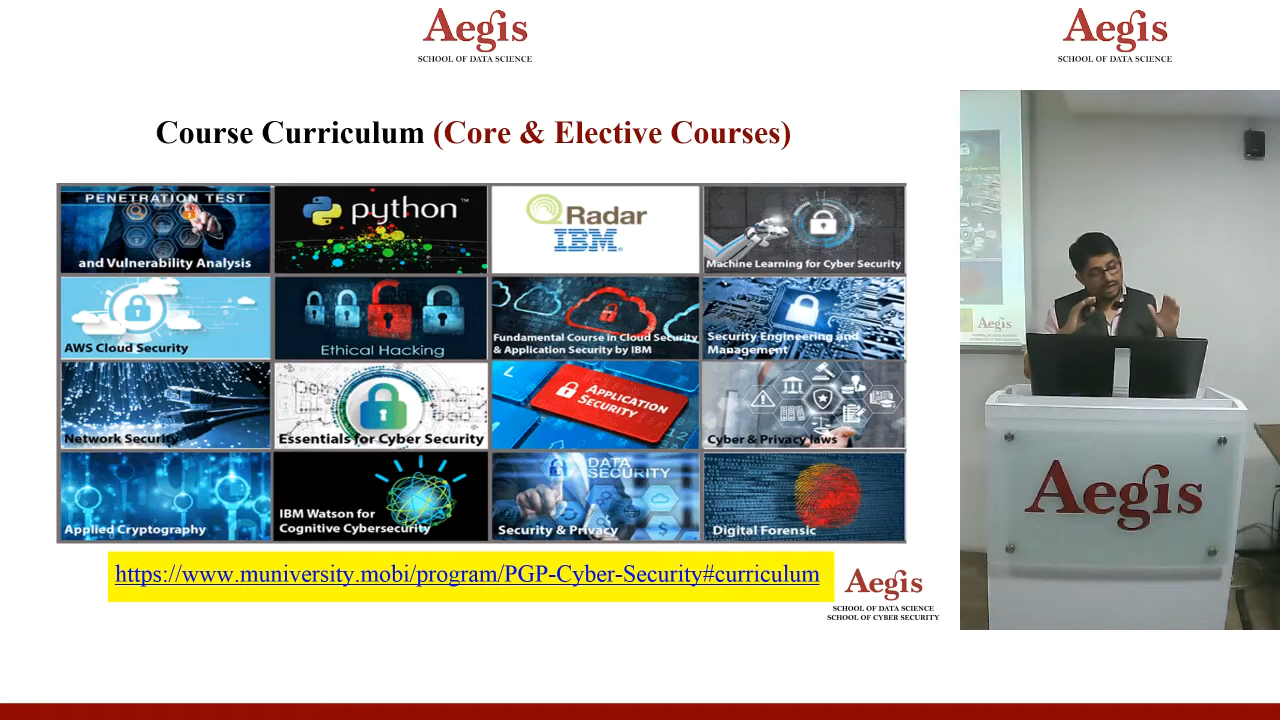 Aegis
SCHOOL OF DATA SCIENCE
Aegis
SCHOOL OF DATA SCIENCE
Course Curriculum (Core & Elective Courses)
PENETRATION TEST
and Vulnerability Analysis
python™
QRadar
IBM®
Machine Learning for Cyber Security
AWS Cloud Security
Ethical Hacking
Fundamental Course in Cloud Security
& Application Security by IBM
Security Engineering and
Management
Network Security
Essentials for Cyber Security
APPLICATION
SECURITY
Cyber & Privacy laws
Applied Cryptography
IBM Watson for
Cognitive Cybersecurity
DATA
SECURITY
Security & Privacy
Digital Forensic
https://www.muniversity.mobi/program/PGP-Cyber-Security#curriculum
Aegis
SCHOOL OF DATA SCIENCE
SCHOOL OF CYBER SECURITY
Aegis
Aegis